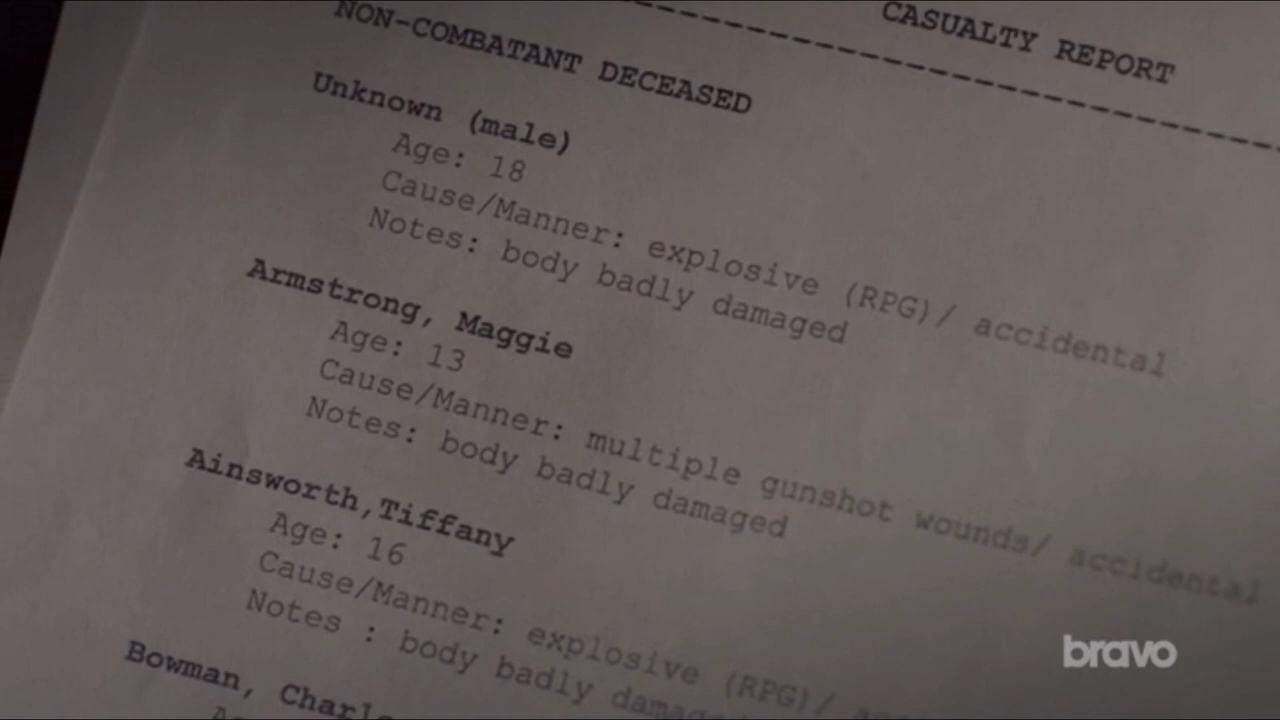 CASUALTY REPORT
NON-COMBATANT DECEASED
Unknown (male)
Age: 18
Cause/Manner: explosive (RPG)/ accidental
Notes: body badly damaged
Armstrong, Maggie
Age: 13
Cause/Manner: multiple gunshot wounds/ accidental
Notes: body badly damaged
Ainsworth,Tiffany
Age: 16
Cause/Manner: explosive (RPG)/
Notes : body badly damaged
Bowman,
bravo